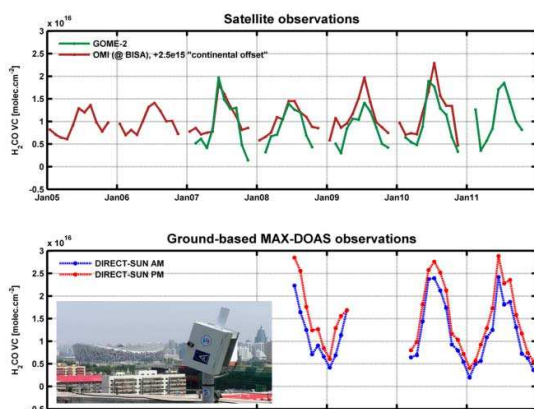 Satellite observations
x 10¹⁶
3
GOME-2
OMI (@ BISA), +2.5e15 "continental offset"
2.5
2
1.5
1
0.5
0
-0.5
H₂CO VC [molec.cm⁻²]
Jan05 Jan06 Jan07 Jan08 Jan09 Jan10 Jan11
Ground-based MAX-DOAS observations
x 10¹⁶
3
DIRECT-SUN AM
DIRECT-SUN PM
2.5
2
1.5
1
0.5
0
H₂CO VC [molec.cm⁻²]